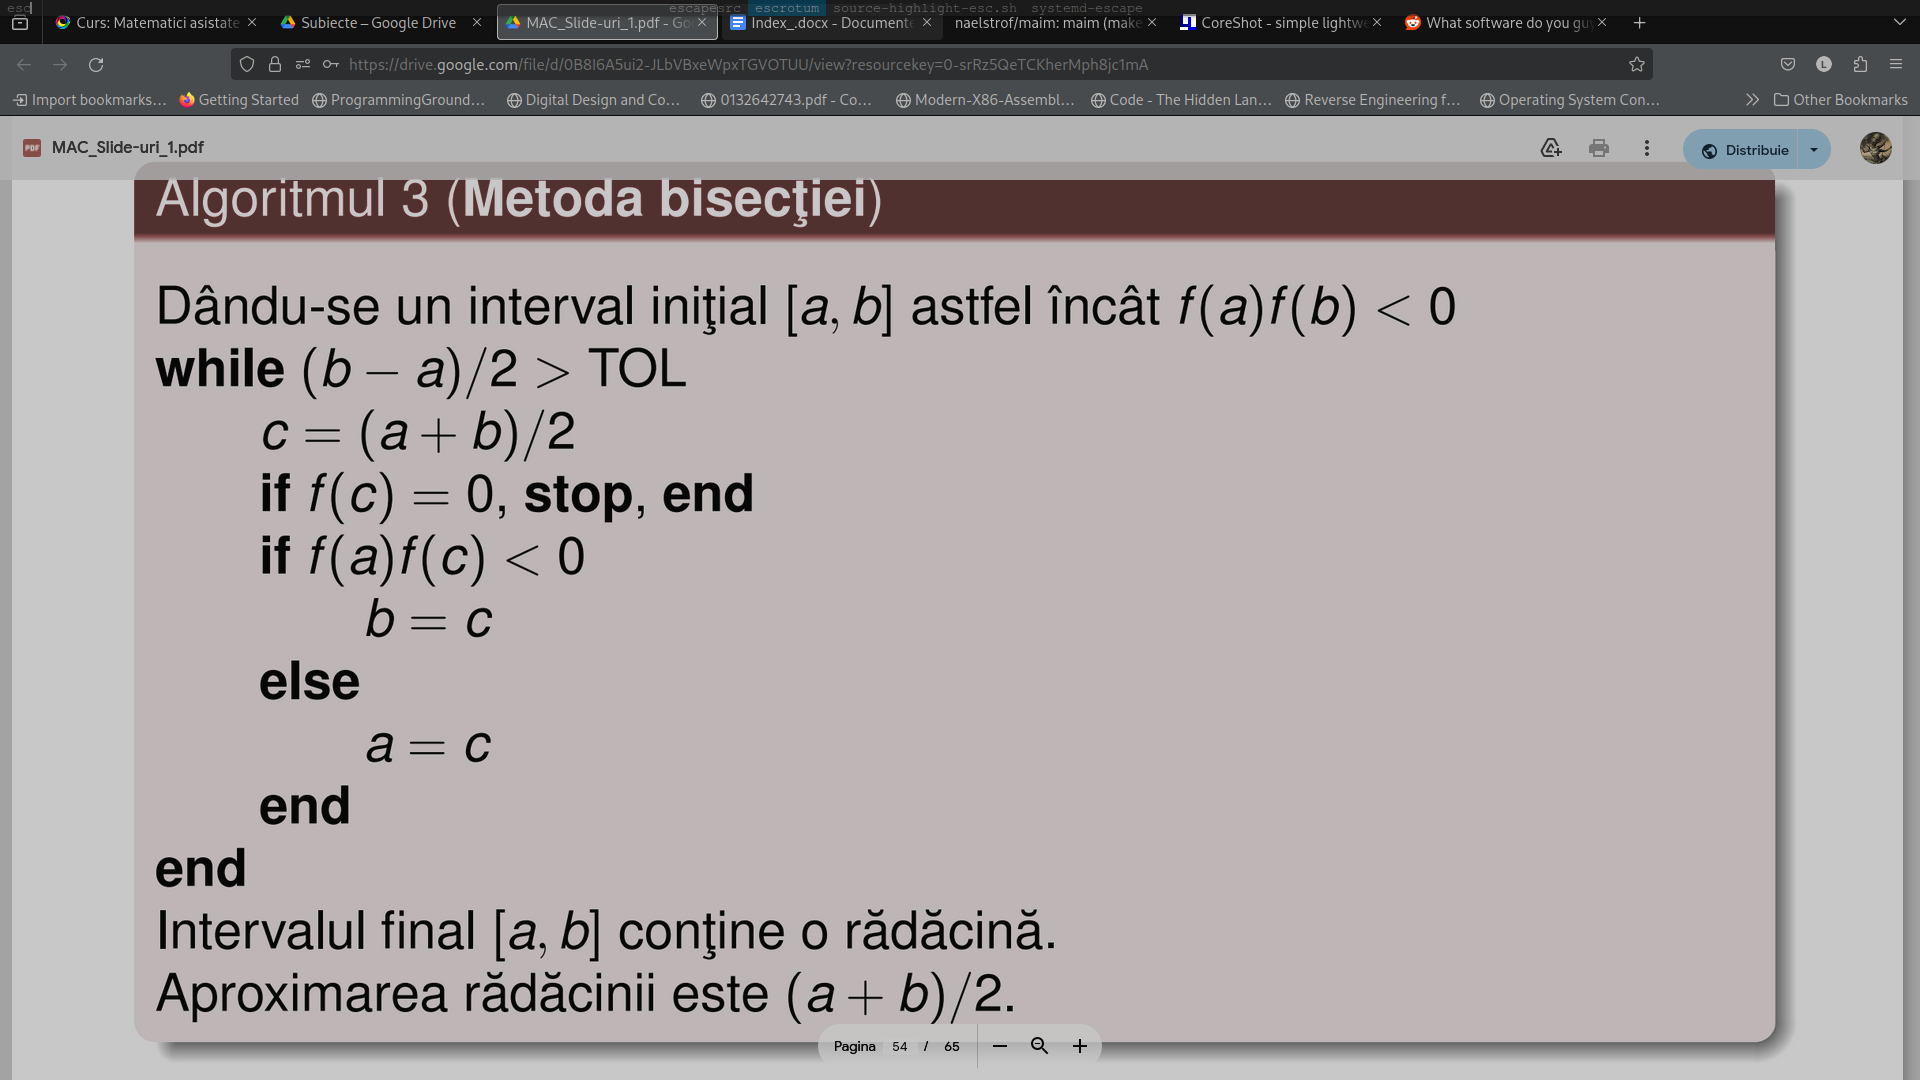 esc
escapesrc escrotum source-highlight-esc.sh systemd-escape
Curs: Matematici asistate
Subiecte – Google Drive
MAC_Slide-uri_1.pdf - Go
Index_.docx - Documente
naelstrof/maim: maim (make
CoreShot - simple lightwe
What software do you guy
https://drive.google.com/file/d/0B8I6A5ui2-JLbVBxeWpxTGVOTUU/view?resourcekey=0-srRz5QeTCKherMph8jc1mA
L
Import bookmarks…
Getting Started
ProgrammingGround…
Digital Design and Co…
0132642743.pdf - Co…
Modern-X86-Assembl…
Code - The Hidden Lan…
Reverse Engineering f…
Operating System Con…
Other Bookmarks
PDF
MAC_Slide-uri_1.pdf
Distribuie
Algoritmul 3 (Metoda bisecţiei)
Dându-se un interval iniţial [a, b] astfel încât f(a)f(b) < 0
while (b − a)/2 > TOL
c = (a + b)/2
if f(c) = 0, stop, end
if f(a)f(c) < 0
b = c
else
a = c
end
end
Intervalul final [a, b] conţine o rădăcină.
Aproximarea rădăcinii este (a + b)/2.
Pagina 54 / 65